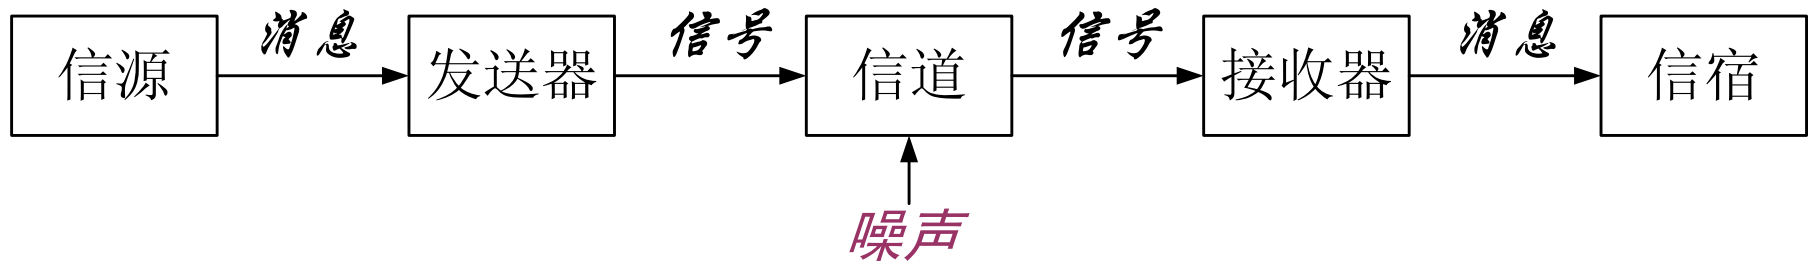 消息 信号 信号 消息
信源 发送器 信道 接收器 信宿
噪声